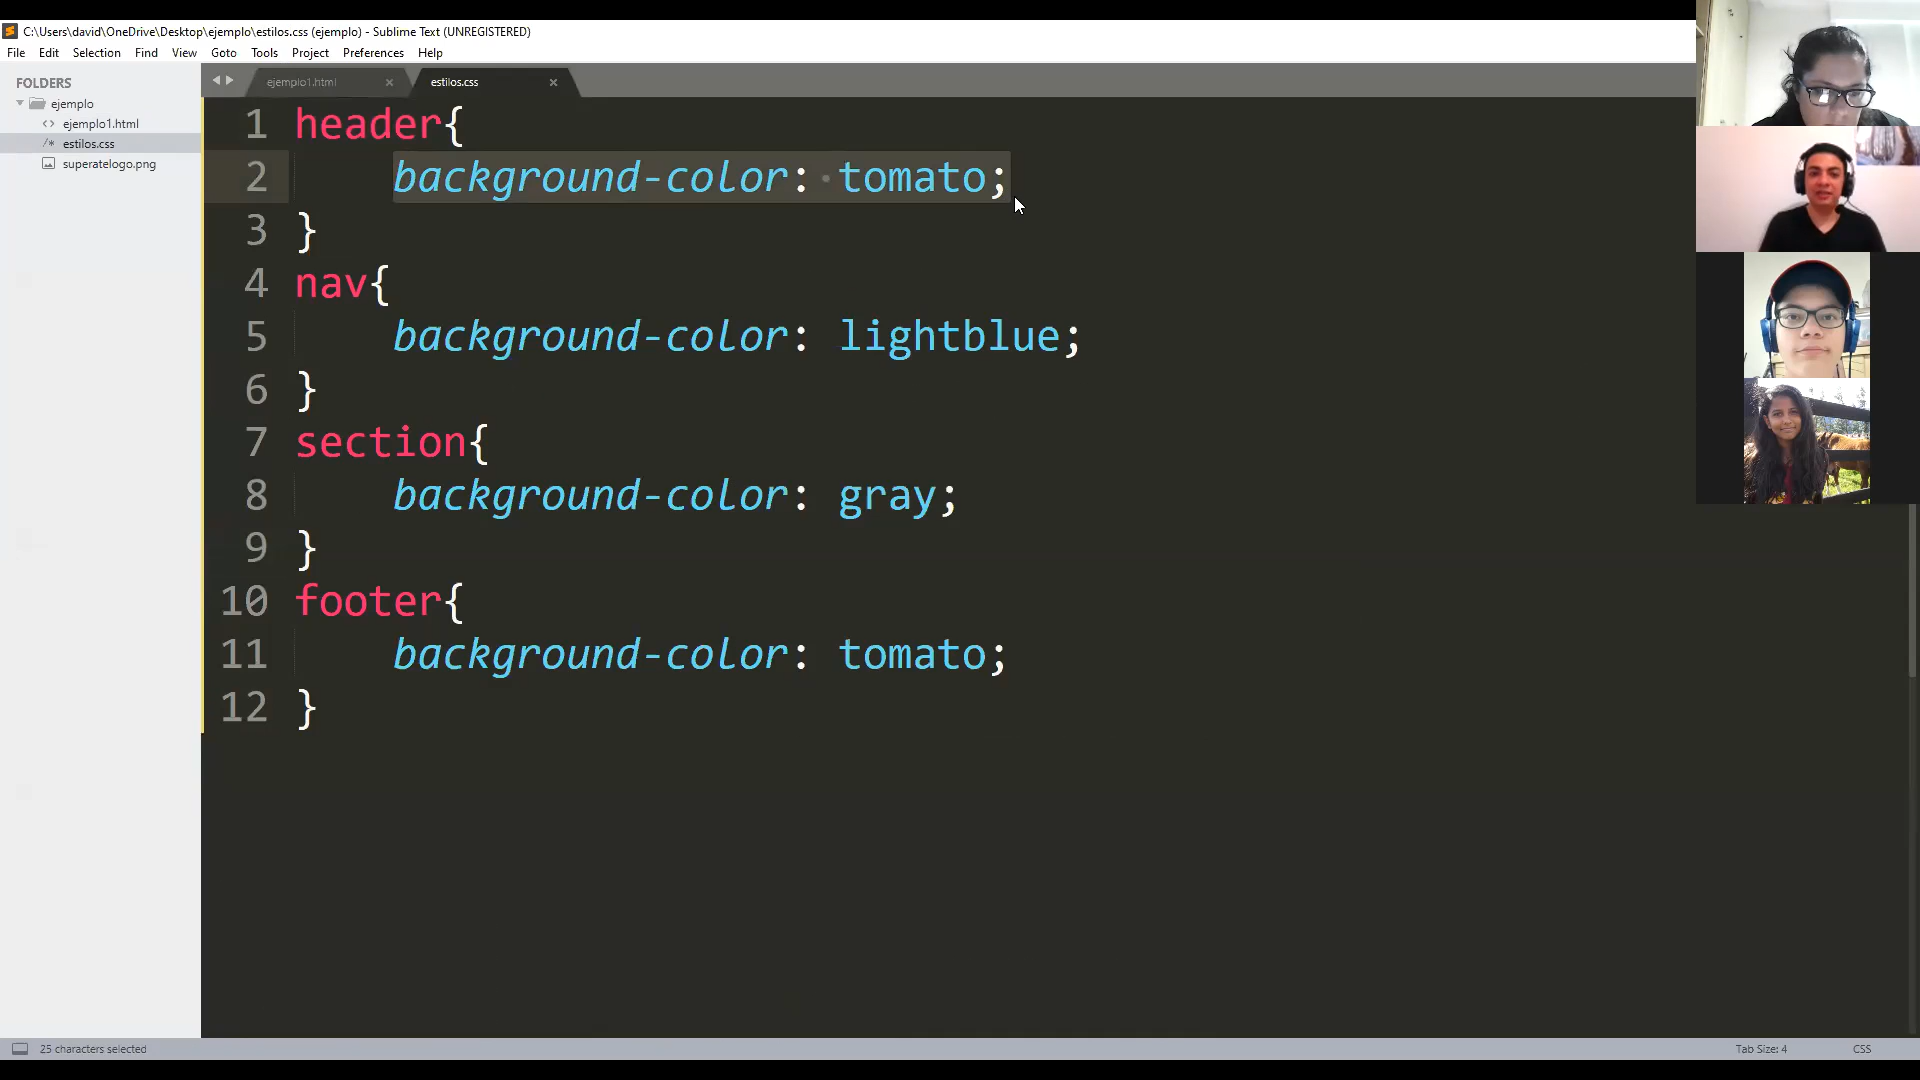 C:\Users\david\OneDrive\Desktop\ejemplo\estilos.css (ejemplo) - Sublime Text (UNREGISTERED)
File Edit Selection Find View Goto Tools Project Preferences Help
FOLDERS
ejemplo
<> ejemplo1.html
/* estilos.css
superatelogo.png
ejemplo1.html
estilos.css
1 header{
2 background-color: tomato;
3 }
4 nav{
5 background-color: lightblue;
6 }
7 section{
8 background-color: gray;
9 }
10 footer{
11 background-color: tomato;
12 }
25 characters selected
Tab Size: 4
CSS